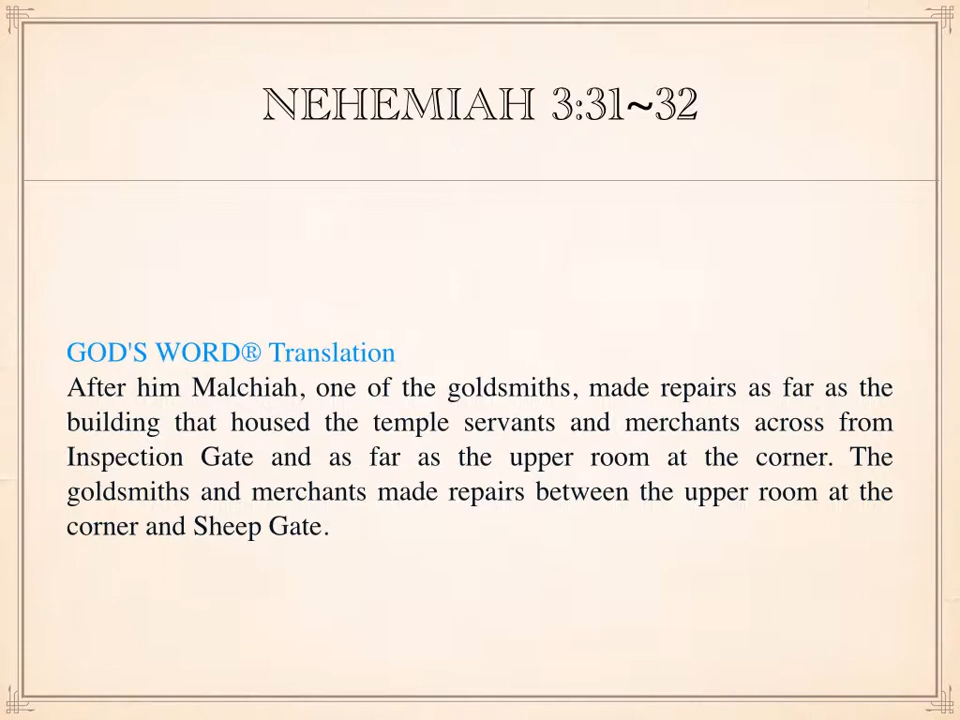 NEHEMIAH 3:31~32
GOD'S WORD® Translation
After him Malchiah, one of the goldsmiths, made repairs as far as the
building that housed the temple servants and merchants across from
Inspection Gate and as far as the upper room at the corner. The
goldsmiths and merchants made repairs between the upper room at the
corner and Sheep Gate.